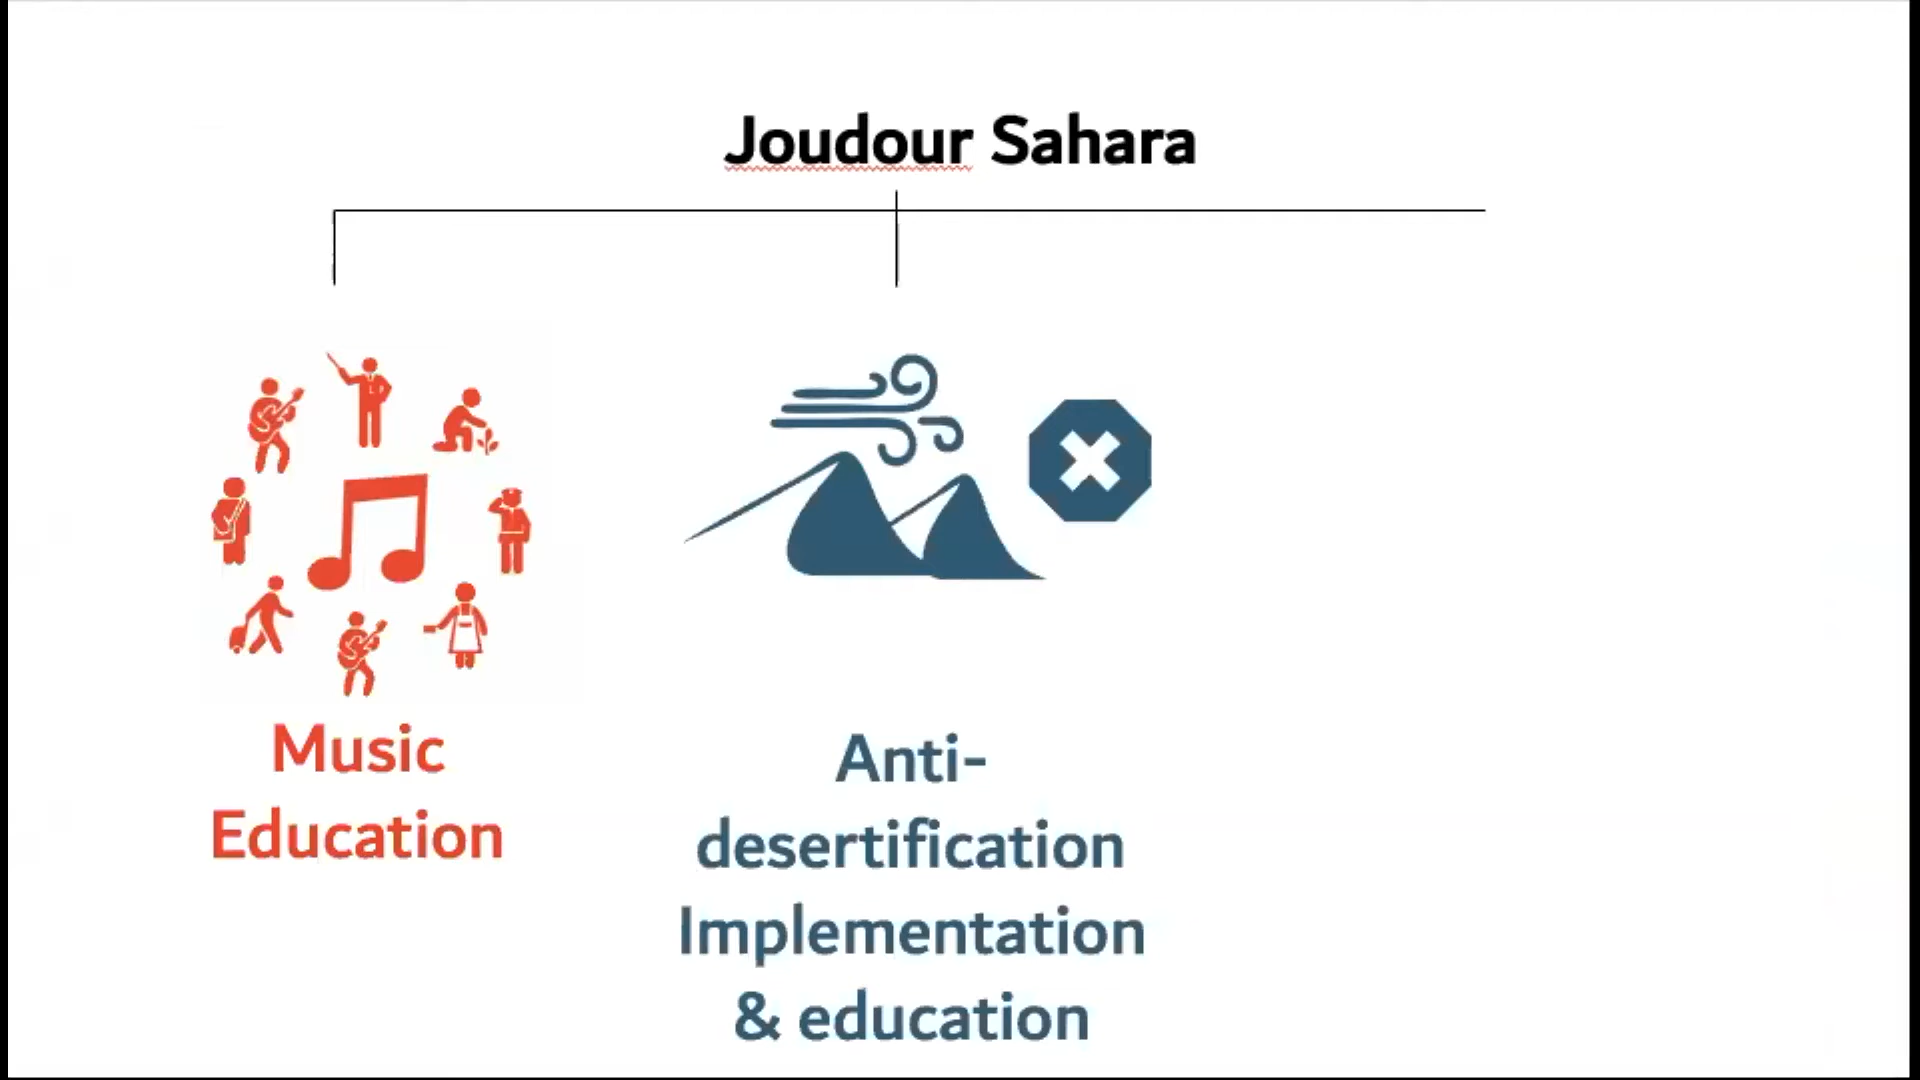 Joudour Sahara
Music
Education
Anti-
desertification
Implementation
& education